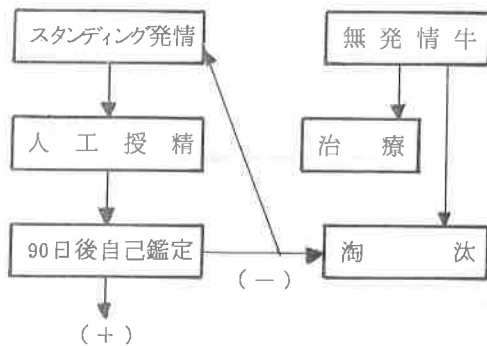 スタンディング発情
無発情牛
人工授精
治療
90日後自己鑑定
淘汰
(－)
(＋)